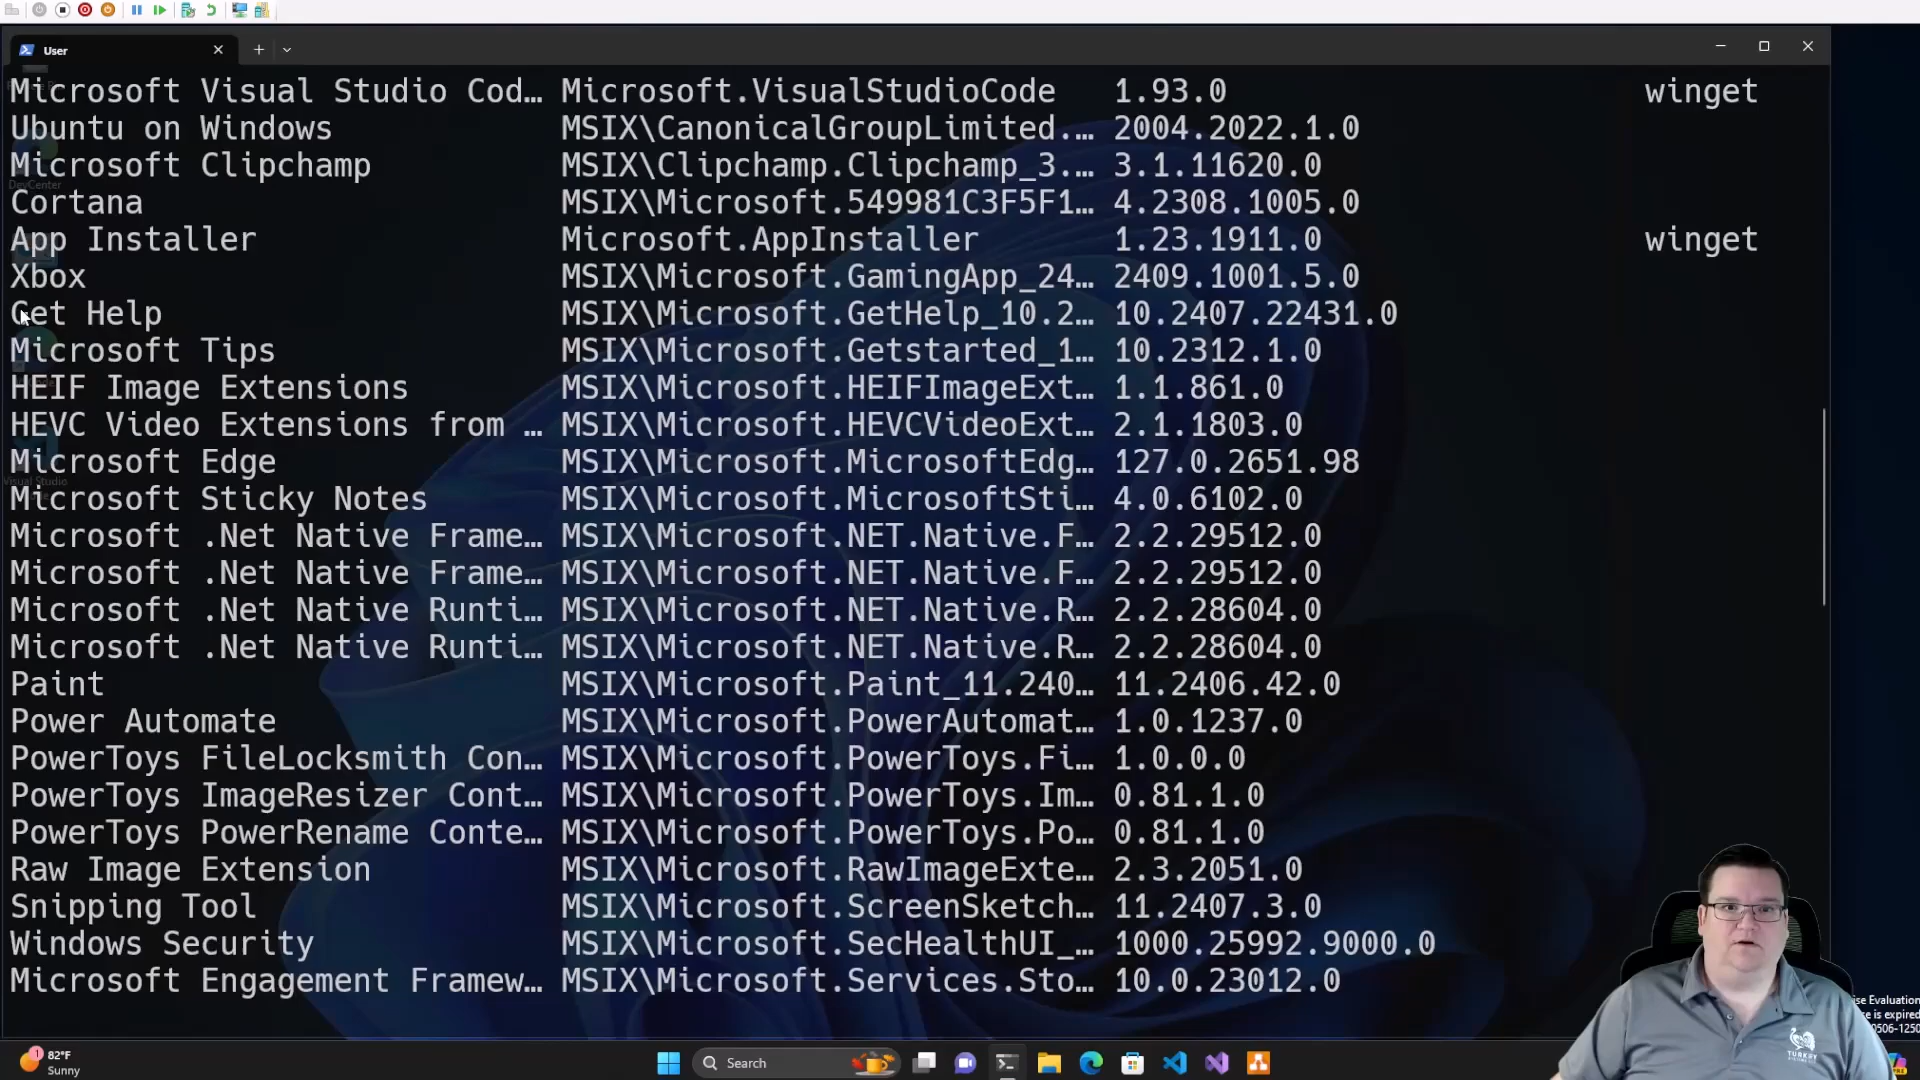 User
Microsoft Visual Studio Cod… Microsoft.VisualStudioCode 1.93.0 winget
Ubuntu on Windows MSIX\CanonicalGroupLimited.… 2004.2022.1.0
Microsoft Clipchamp MSIX\Clipchamp.Clipchamp_3.… 3.1.11620.0
Cortana MSIX\Microsoft.549981C3F5F1… 4.2308.1005.0
App Installer Microsoft.AppInstaller 1.23.1911.0 winget
Xbox MSIX\Microsoft.GamingApp_24… 2409.1001.5.0
Get Help MSIX\Microsoft.GetHelp_10.2… 10.2407.22431.0
Microsoft Tips MSIX\Microsoft.Getstarted_1… 10.2312.1.0
HEIF Image Extensions MSIX\Microsoft.HEIFImageExt… 1.1.861.0
HEVC Video Extensions from … MSIX\Microsoft.HEVCVideoExt… 2.1.1803.0
Microsoft Edge MSIX\Microsoft.MicrosoftEdg… 127.0.2651.98
Microsoft Sticky Notes MSIX\Microsoft.MicrosoftSti… 4.0.6102.0
Microsoft .Net Native Frame… MSIX\Microsoft.NET.Native.F… 2.2.29512.0
Microsoft .Net Native Frame… MSIX\Microsoft.NET.Native.F… 2.2.29512.0
Microsoft .Net Native Runti… MSIX\Microsoft.NET.Native.R… 2.2.28604.0
Microsoft .Net Native Runti… MSIX\Microsoft.NET.Native.R… 2.2.28604.0
Paint MSIX\Microsoft.Paint_11.240… 11.2406.42.0
Power Automate MSIX\Microsoft.PowerAutomat… 1.0.1237.0
PowerToys FileLocksmith Con… MSIX\Microsoft.PowerToys.Fi… 1.0.0.0
PowerToys ImageResizer Cont… MSIX\Microsoft.PowerToys.Im… 0.81.1.0
PowerToys PowerRename Conte… MSIX\Microsoft.PowerToys.Po… 0.81.1.0
Raw Image Extension MSIX\Microsoft.RawImageExte… 2.3.2051.0
Snipping Tool MSIX\Microsoft.ScreenSketch… 11.2407.3.0
Windows Security MSIX\Microsoft.SecHealthUI_… 1000.25992.9000.0
Microsoft Engagement Framew… MSIX\Microsoft.Services.Sto… 10.0.23012.0
DevCenter
Visual Studio
ise Evaluation
se is expired
0506-1250
TURKEY
1
82°F
Sunny
Search